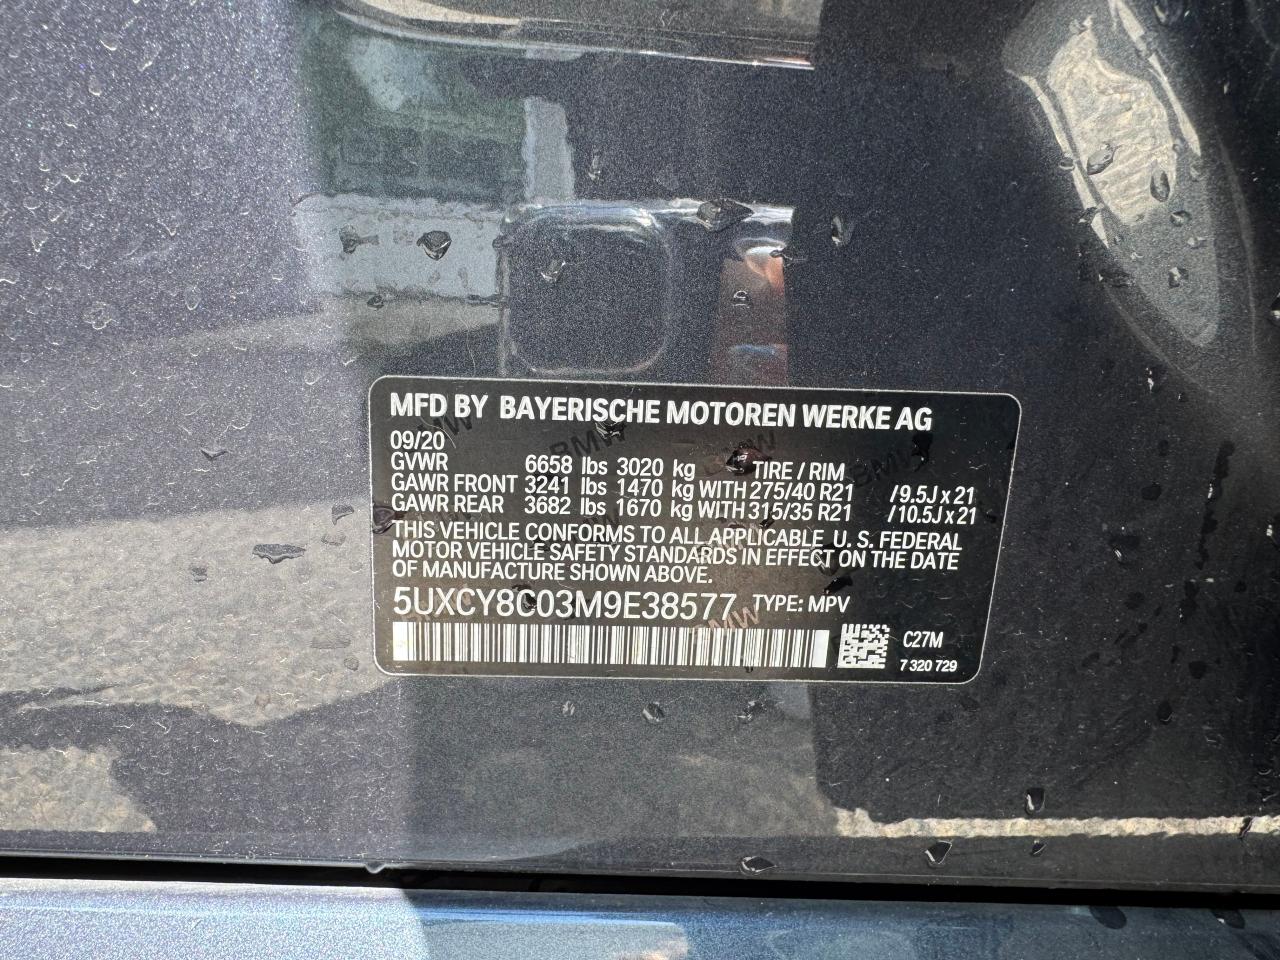 MFD BY BAYERISCHE MOTOREN WERKE AG
09/20
GVWR 6658 lbs 3020 kg TIRE / RIM
GAWR FRONT 3241 lbs 1470 kg WITH 275/40 R21 /9.5J x 21
GAWR REAR 3682 lbs 1670 kg WITH 315/35 R21 /10.5J x 21
THIS VEHICLE CONFORMS TO ALL APPLICABLE U. S. FEDERAL
MOTOR VEHICLE SAFETY STANDARDS IN EFFECT ON THE DATE
OF MANUFACTURE SHOWN ABOVE.
5UXCY8C03M9E38577 TYPE: MPV
C27M
7 320 729